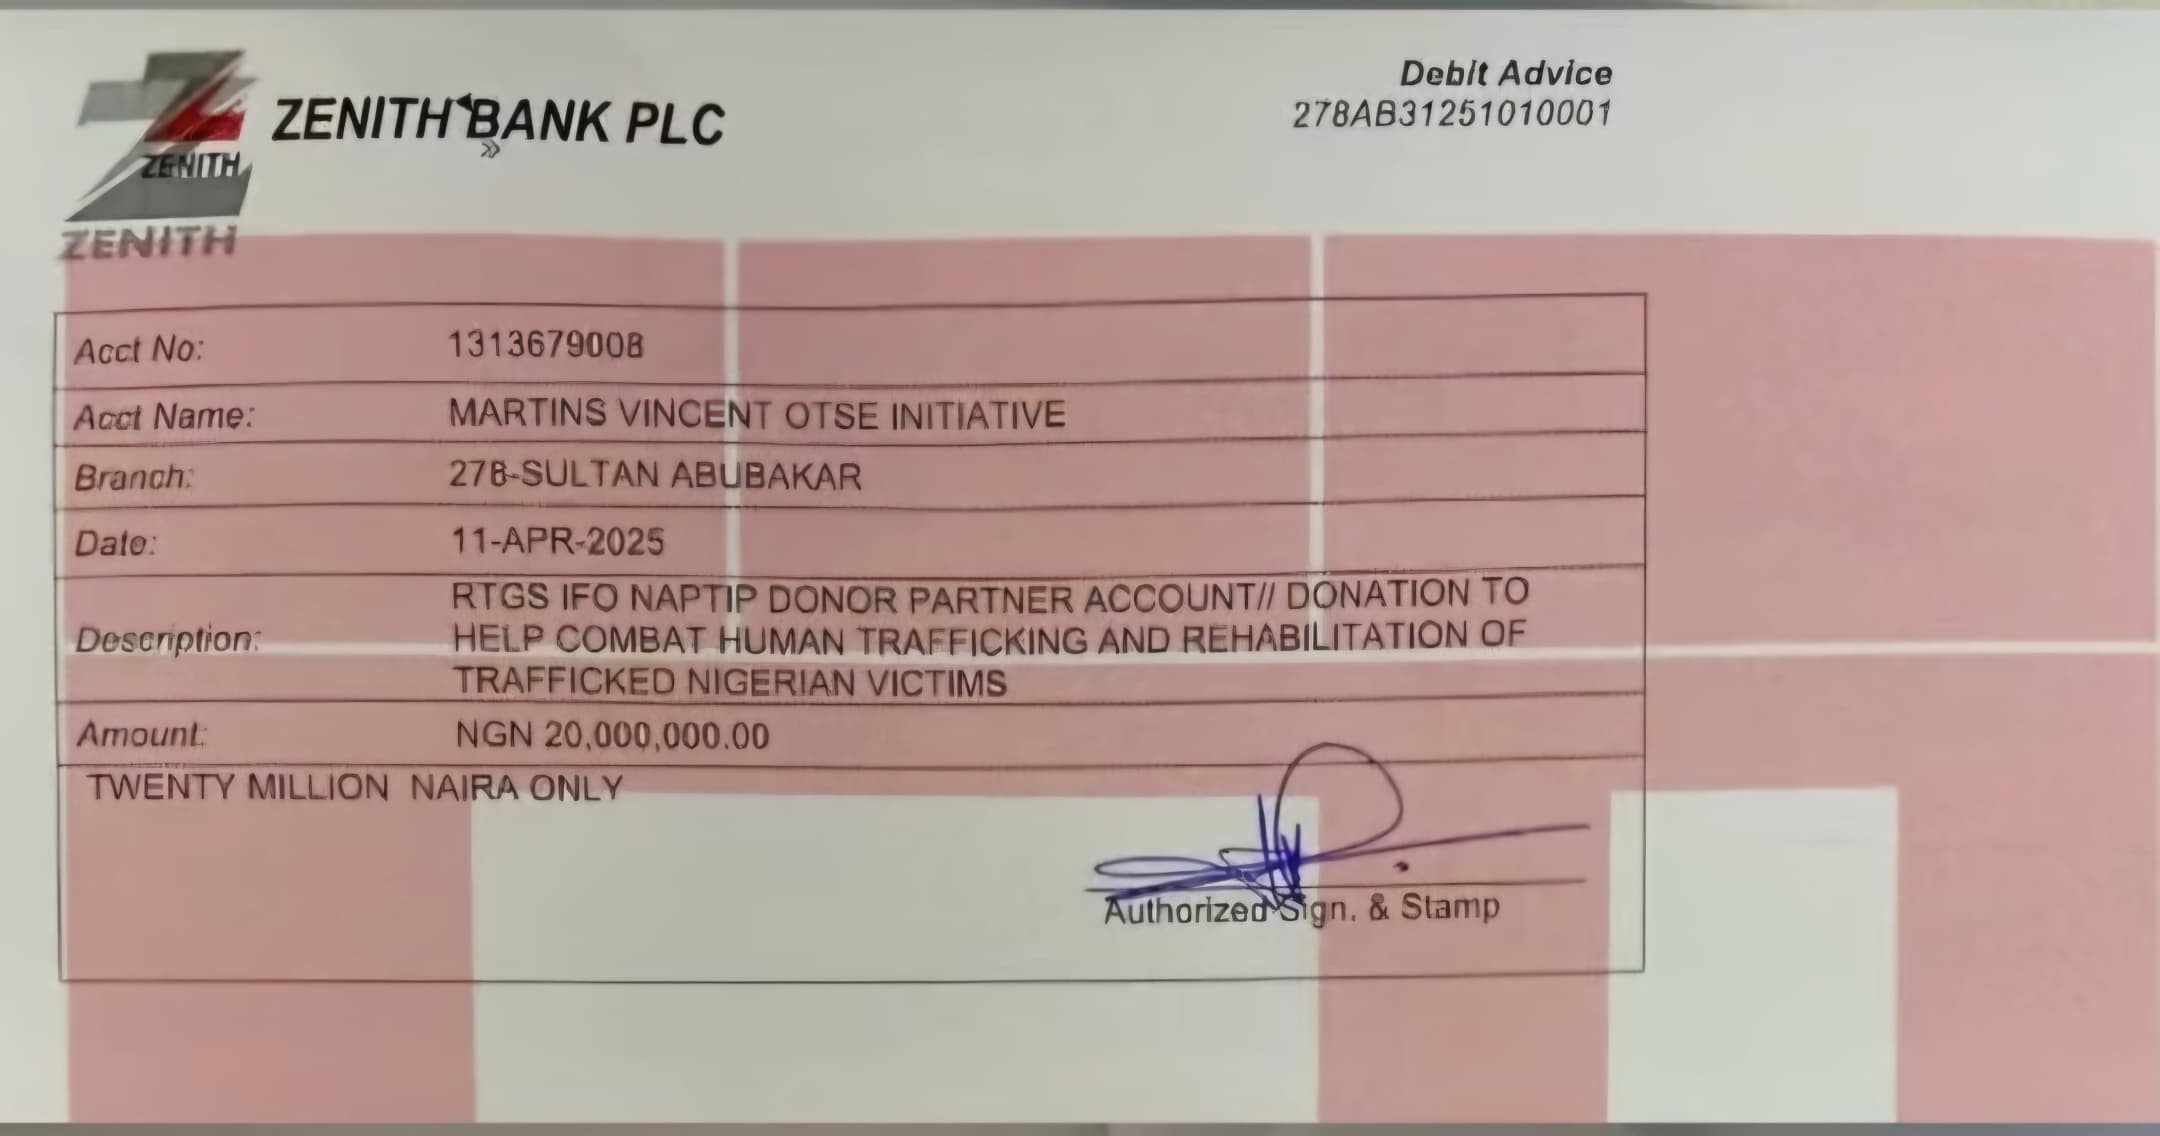 ZENITH
ZENITH
ZENITH BANK PLC
Debit Advice
278AB31251010001
Acct No: 1313679008
Acct Name: MARTINS VINCENT OTSE INITIATIVE
Branch: 278-SULTAN ABUBAKAR
Date: 11-APR-2025
Description: RTGS IFO NAPTIP DONOR PARTNER ACCOUNT// DONATION TO
HELP COMBAT HUMAN TRAFFICKING AND REHABILITATION OF
TRAFFICKED NIGERIAN VICTIMS
Amount: NGN 20,000,000.00
TWENTY MILLION NAIRA ONLY
Authorized Sign. & Stamp